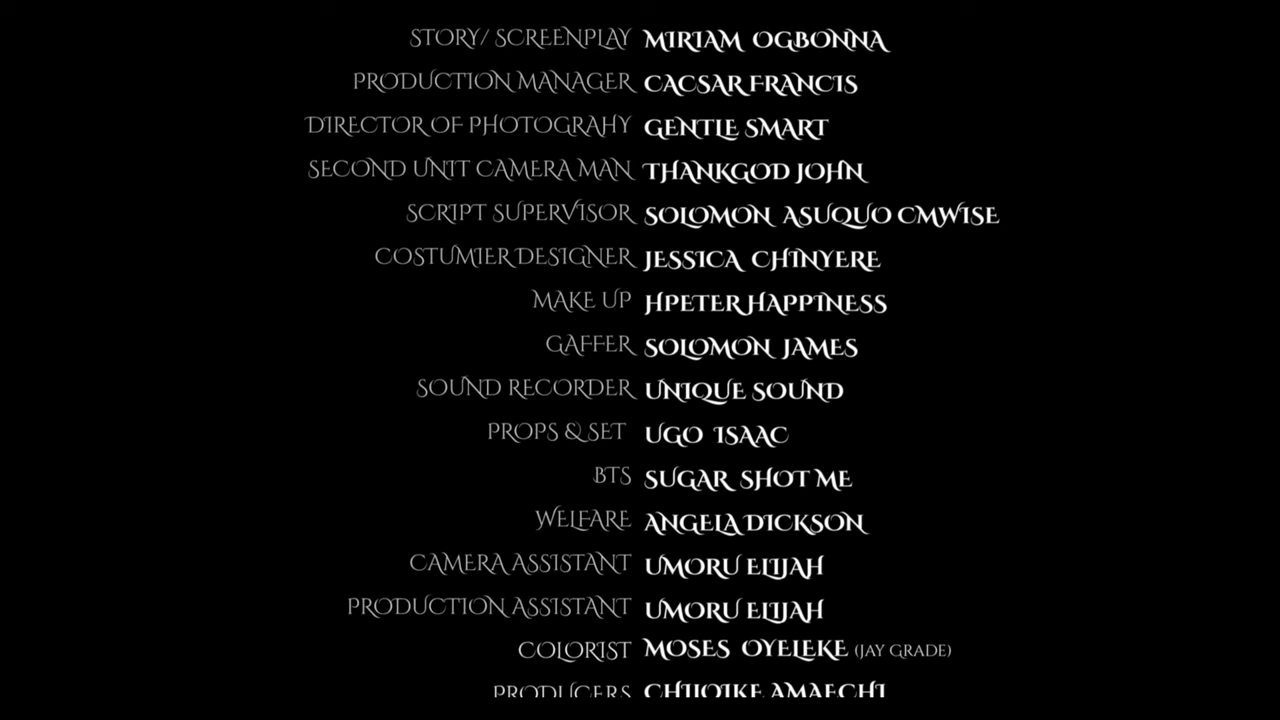 STORY/ SCREENPLAY MIRIAM OGBONNA
PRODUCTION MANAGER CACSAR FRANCIS
DIRECTOR OF PHOTOGRAHY GENTLE SMART
SECOND UNIT CAMERA MAN THANKGOD JOHN
SCRIPT SUPERVISOR SOLOMON ASUQUO CMWISE
COSTUMIER DESIGNER JESSICA CHINYERE
MAKE UP HPETER HAPPINESS
GAFFER SOLOMON JAMES
SOUND RECORDER UNIQUE SOUND
PROPS & SET UGO ISAAC
BTS SUGAR SHOT ME
WELFARE ANGELA DICKSON
CAMERA ASSISTANT UMORU ELIJAH
PRODUCTION ASSISTANT UMORU ELIJAH
COLORIST MOSES OYELEKE (JAY GRADE)
PRODUCERS AMAECHI